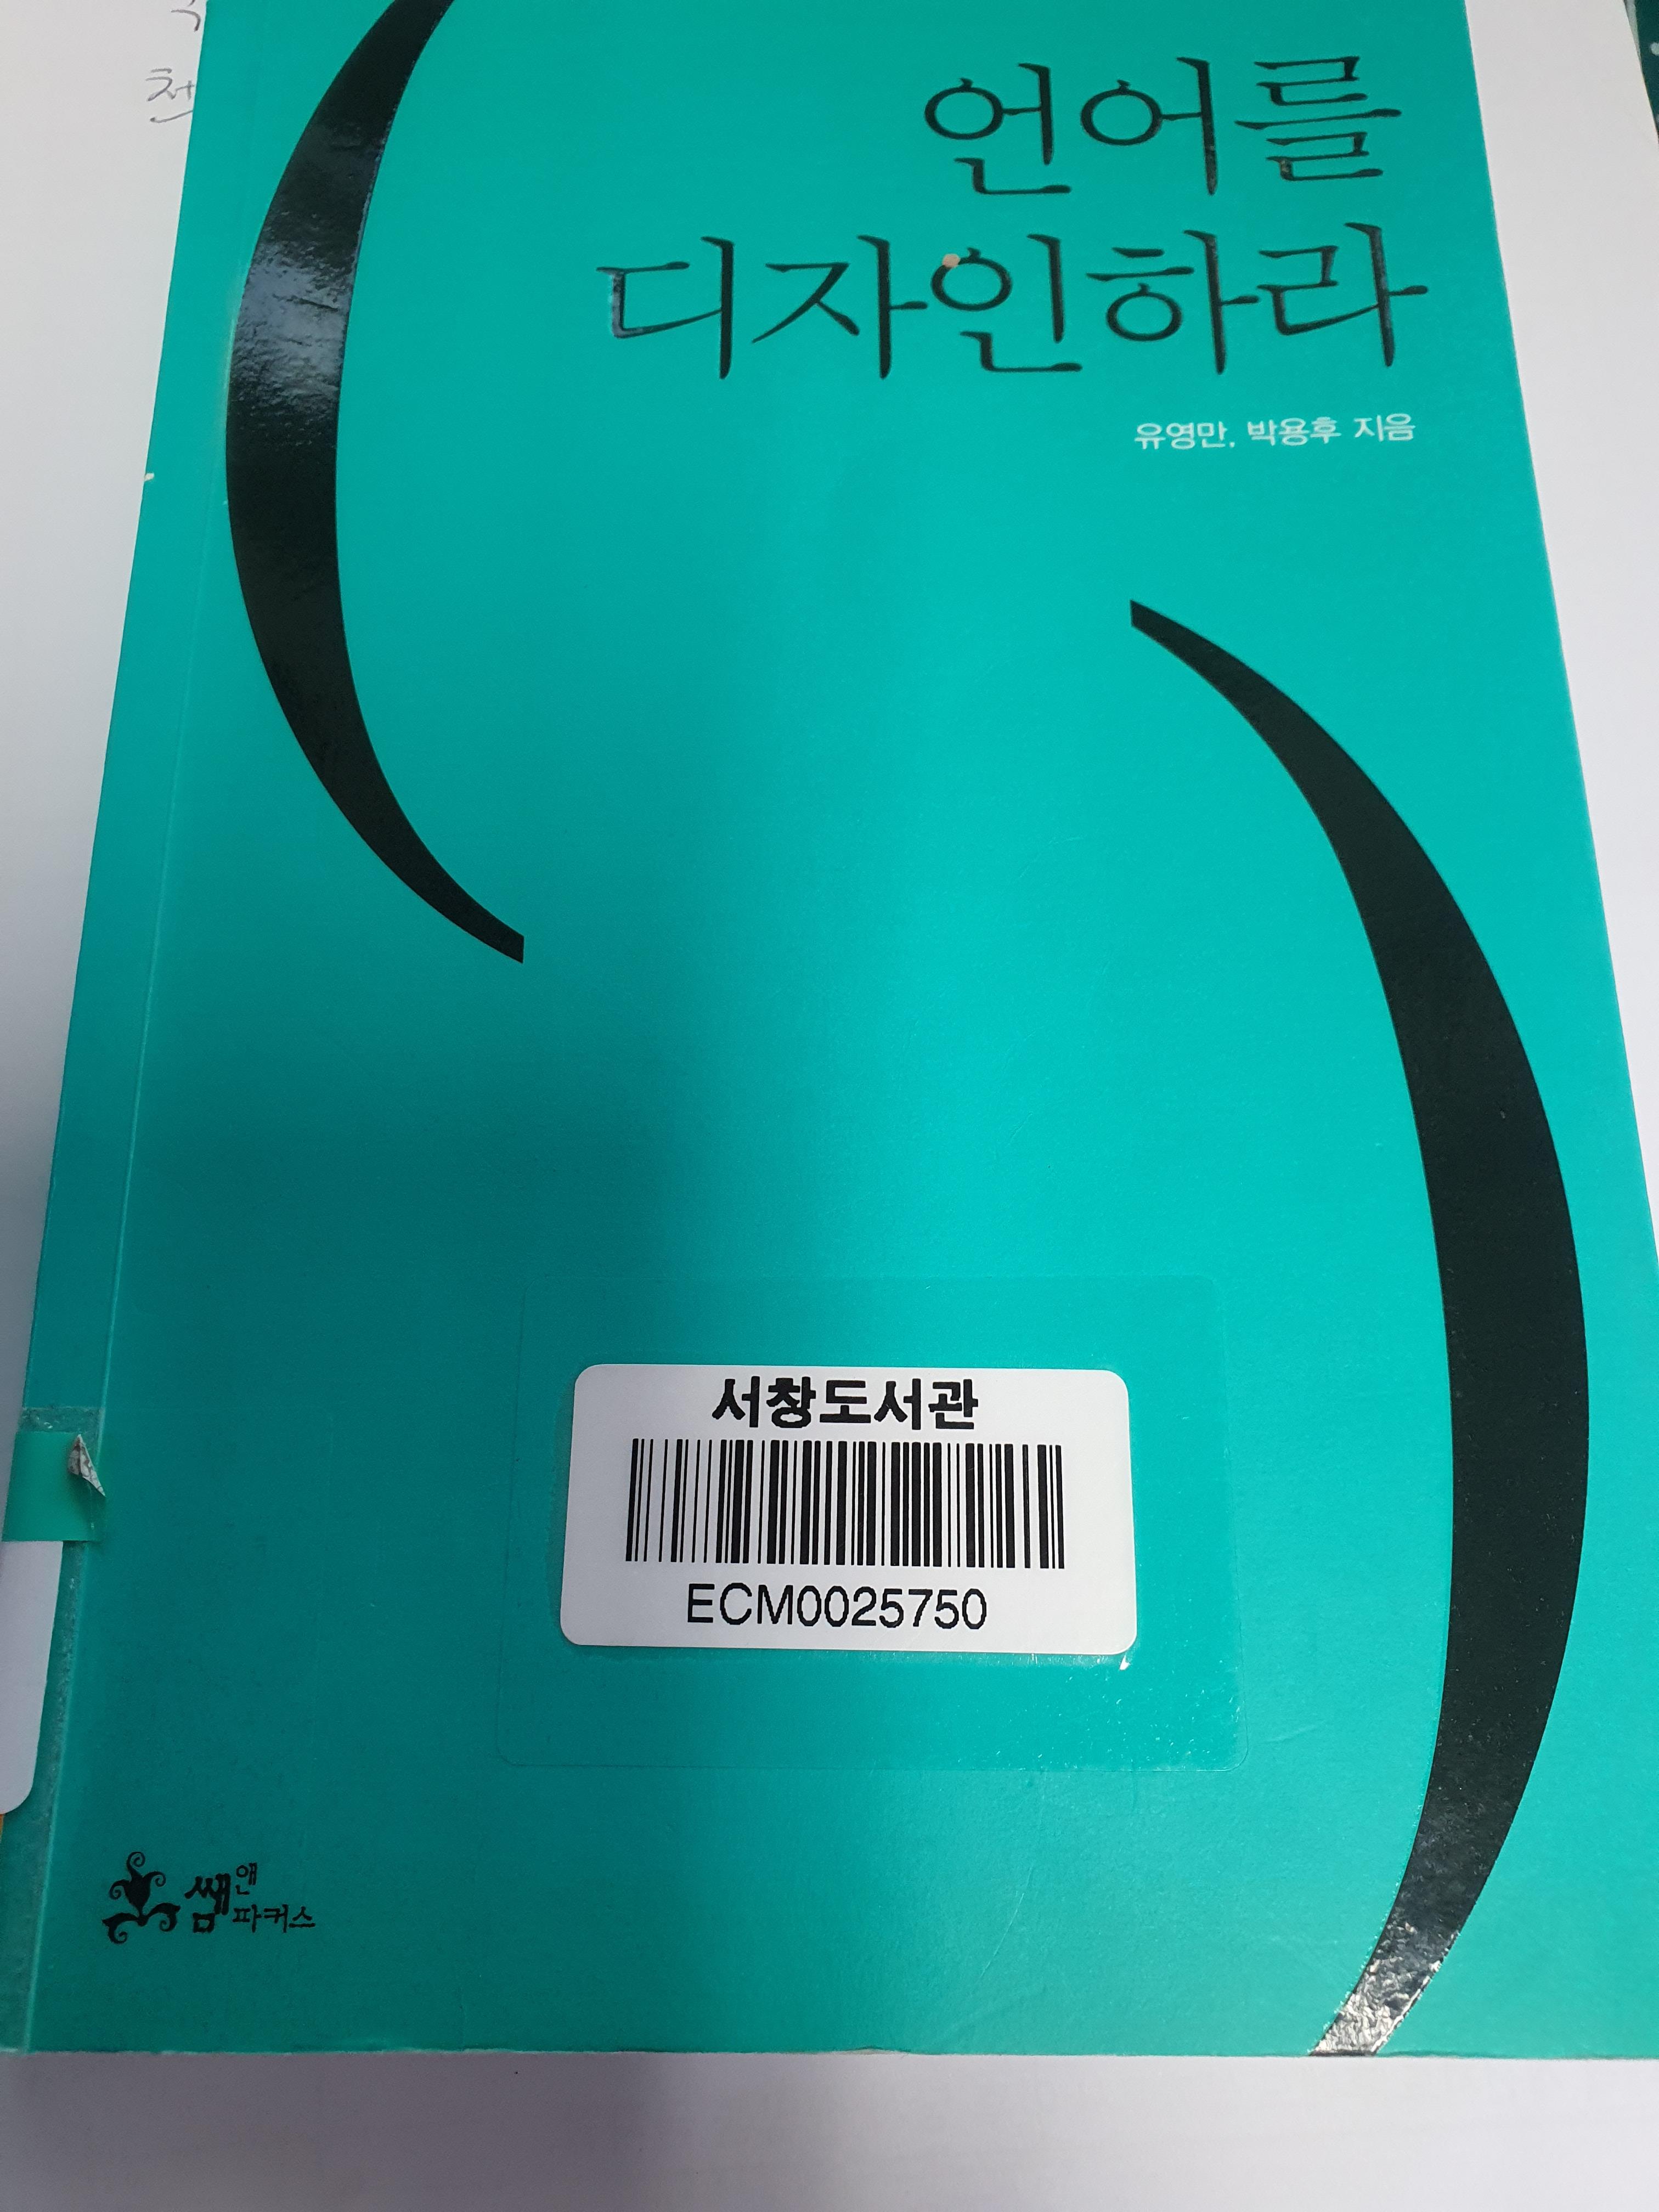 언어를
디자인하라
유영만, 박용후 지음
서창도서관
ECM0025750
쌤앤파커스